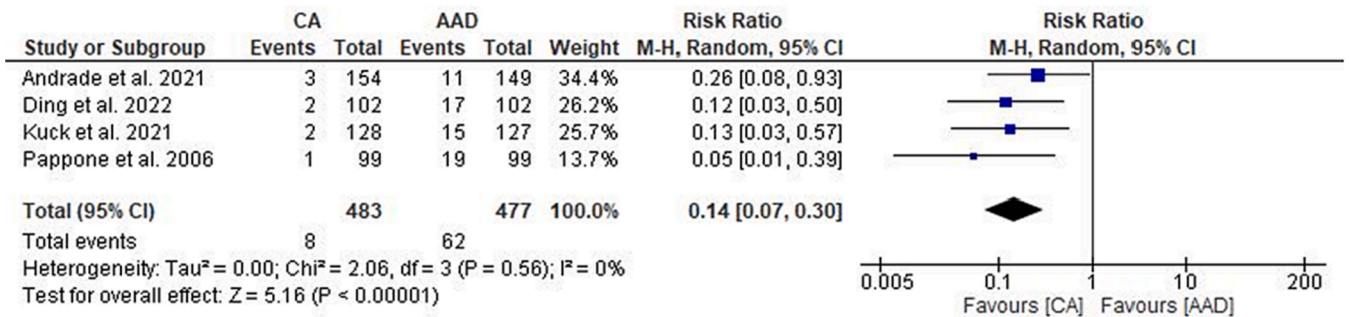 CA AAD Risk Ratio Risk Ratio
Study or Subgroup Events Total Events Total Weight M-H, Random, 95% CI M-H, Random, 95% CI
Andrade et al. 2021 3 154 11 149 34.4% 0.26 [0.08, 0.93]
Ding et al. 2022 2 102 17 102 26.2% 0.12 [0.03, 0.50]
Kuck et al. 2021 2 128 15 127 25.7% 0.13 [0.03, 0.57]
Pappone et al. 2006 1 99 19 99 13.7% 0.05 [0.01, 0.39]
Total (95% CI) 483 477 100.0% 0.14 [0.07, 0.30]
Total events 8 62
Heterogeneity: Tau² = 0.00; Chi² = 2.06, df = 3 (P = 0.56); I² = 0%
Test for overall effect: Z = 5.16 (P < 0.00001)
0.005 0.1 1 10 200
Favours [CA] Favours [AAD]